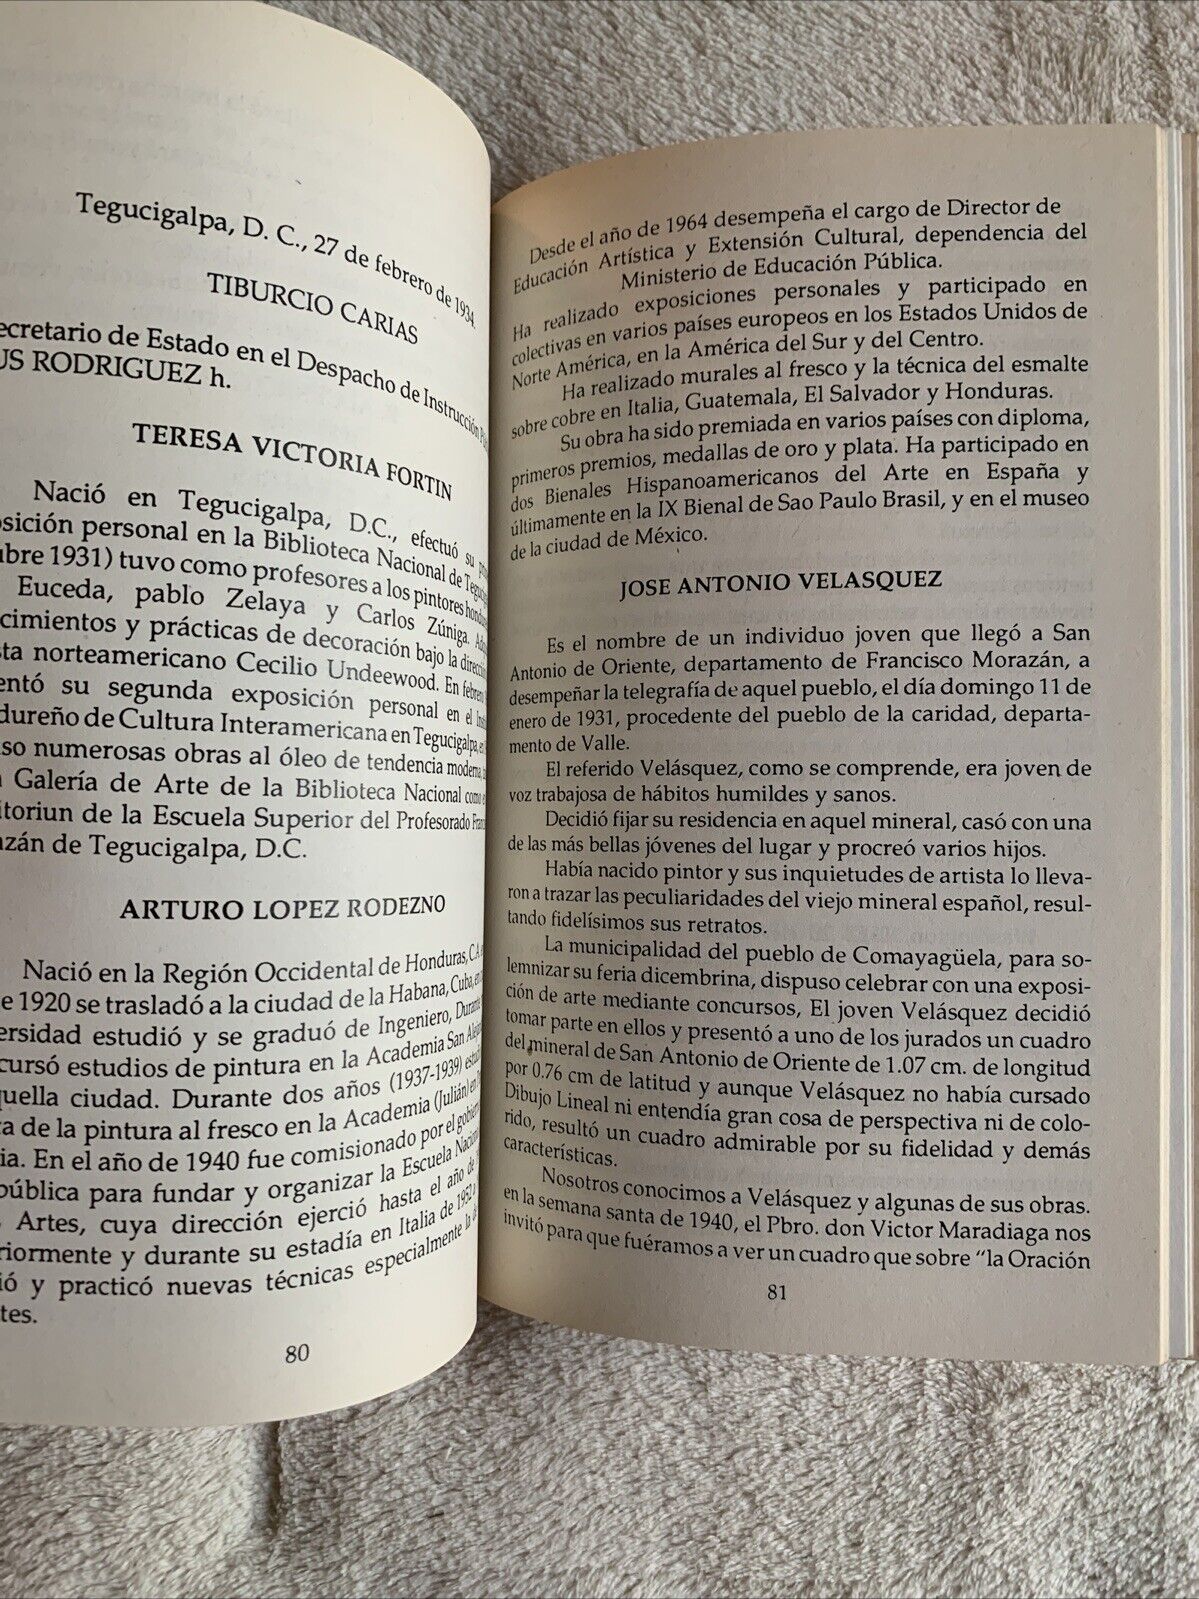 Tegucigalpa, D. C., 27 de febrero de 1934.
TIBURCIO CARIAS
ecretario de Estado en el Despacho de Instrucción
US RODRIGUEZ h.
TERESA VICTORIA FORTIN
Nació en Tegucigalpa, D.C., efectuó su
osición personal en la Biblioteca Nacional de
ubre 1931) tuvo como profesores a los pintores
Euceda, pablo Zelaya y Carlos Zúniga.
cimientos y prácticas de decoración bajo la
sta norteamericano Cecilio Undeewood. En
entó su segunda exposición personal en el
dureño de Cultura Interamericana en Tegucigalpa,
so numerosas obras al óleo de tendencia moderna,
Galería de Arte de la Biblioteca Nacional como
itoriun de la Escuela Superior del Profesorado
azán de Tegucigalpa, D.C.
ARTURO LOPEZ RODEZNO
Nació en la Región Occidental de Honduras, C.A
e 1920 se trasladó a la ciudad de la Habana, Cuba,
ersidad estudió y se graduó de Ingeniero, Durante
cursó estudios de pintura en la Academia San
quella ciudad. Durante dos años (1937-1939)
a de la pintura al fresco en la Academia (Julián)
ia. En el año de 1940 fue comisionado por el
pública para fundar y organizar la Escuela
Artes, cuya dirección ejerció hasta el año de
riormente y durante su estadía en Italia de 1952
ió y practicó nuevas técnicas especialmente la
tes.
80
Desde el año de 1964 desempeña el cargo de Director de
Educación Artística y Extensión Cultural, dependencia del
Ministerio de Educación Pública.
Ha realizado exposiciones personales y participado en
colectivas en varios países europeos en los Estados Unidos de
Norte América, en la América del Sur y del Centro.
Ha realizado murales al fresco y la técnica del esmalte
sobre cobre en Italia, Guatemala, El Salvador y Honduras.
Su obra ha sido premiada en varios países con diploma,
primeros premios, medallas de oro y plata. Ha participado en
dos Bienales Hispanoamericanos del Arte en España y
últimamente en la IX Bienal de Sao Paulo Brasil, y en el museo
de la ciudad de México.
JOSE ANTONIO VELASQUEZ
Es el nombre de un individuo joven que llegó a San
Antonio de Oriente, departamento de Francisco Morazán, a
desempeñar la telegrafía de aquel pueblo, el día domingo 11 de
enero de 1931, procedente del pueblo de la caridad, departa-
mento de Valle.
El referido Velásquez, como se comprende, era joven de
voz trabajosa de hábitos humildes y sanos.
Decidió fijar su residencia en aquel mineral, casó con una
de las más bellas jóvenes del lugar y procreó varios hijos.
Había nacido pintor y sus inquietudes de artista lo lleva-
ron a trazar las peculiaridades del viejo mineral español, resul-
tando fidelísimos sus retratos.
La municipalidad del pueblo de Comayagüela, para so-
lemnizar su feria dicembrina, dispuso celebrar con una exposi-
ción de arte mediante concursos, El joven Velásquez decidió
tomar parte en ellos y presentó a uno de los jurados un cuadro
del mineral de San Antonio de Oriente de 1.07 cm. de longitud
por 0.76 cm de latitud y aunque Velásquez no había cursado
Dibujo Lineal ni entendía gran cosa de perspectiva ni de colo-
rido, resultó un cuadro admirable por su fidelidad y demás
características.
Nosotros conocimos a Velásquez y algunas de sus obras.
en la semana santa de 1940, el Pbro. don Victor Maradiaga nos
invitó para que fuéramos a ver un cuadro que sobre "la Oración
81